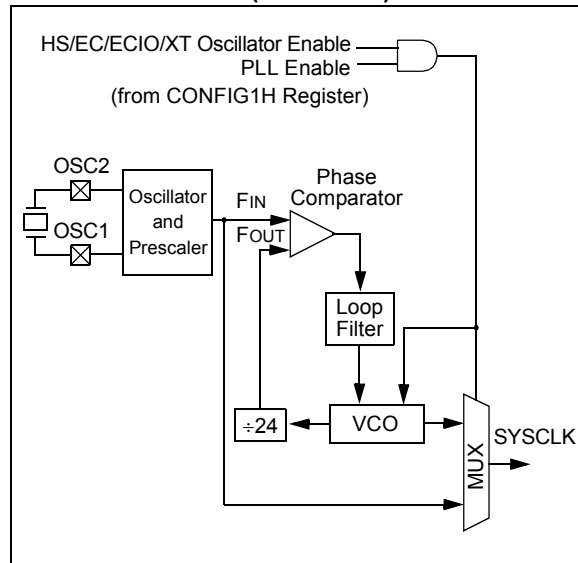 HS/EC/ECIO/XT Oscillator Enable
PLL Enable
(from CONFIG1H Register)
OSC2
OSC1
Oscillator
and
Prescaler
FIN
FOUT
Phase
Comparator
Loop
Filter
÷24
VCO
MUX
SYSCLK